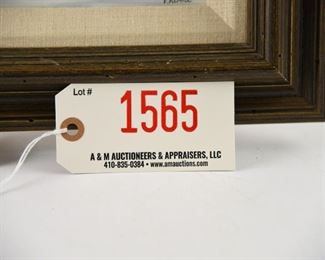 Lot #
1565
A & M AUCTIONEERS & APPRAISERS, LLC
410-835-0384 • www.amauctions.com